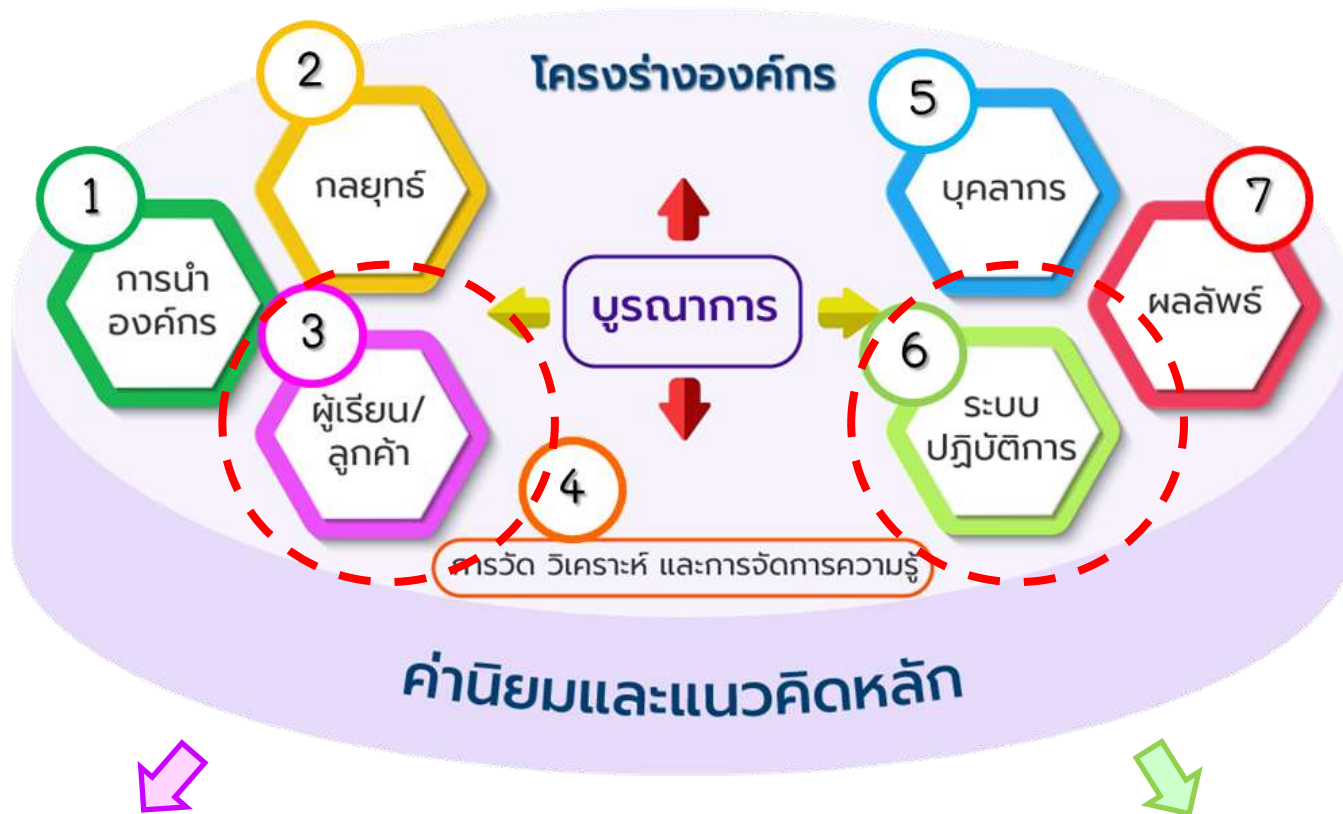 โครงร่างองค์กร
1
การนำ
องค์กร
2
กลยุทธ์
3
ผู้เรียน/
ลูกค้า
บูรณาการ
4
การวัด วิเคราะห์ และการจัดการความรู้
5
บุคลากร
6
ระบบ
ปฏิบัติการ
7
ผลลัพธ์
ค่านิยมและแนวคิดหลัก